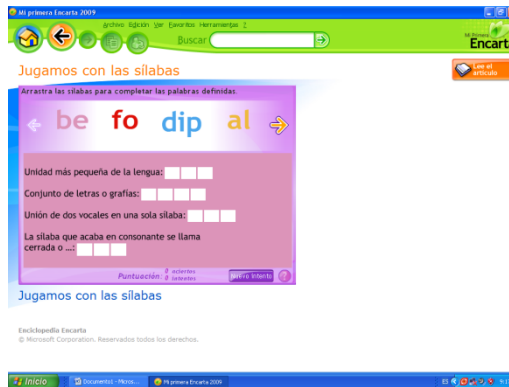 Mi primera Encarta 2009
Archivo Edición Ver Favoritos Herramientas ?
Buscar
Mi Primera
Encarta
Jugamos con las sílabas
Lee el
artículo
Arrastra las sílabas para completar las palabras definidas.
be fo dip al
Unidad más pequeña de la lengua:
Conjunto de letras o grafías:
Unión de dos vocales en una sola sílaba:
La sílaba que acaba en consonante se llama
cerrada o ...:
Puntuación: 0 aciertos
0 intentos
Nuevo Intento ?
Jugamos con las sílabas
Enciclopedia Encarta
© Microsoft Corporation. Reservados todos los derechos.
Inicio
Documento1 - Micros...
Mi primera Encarta 2009
ES